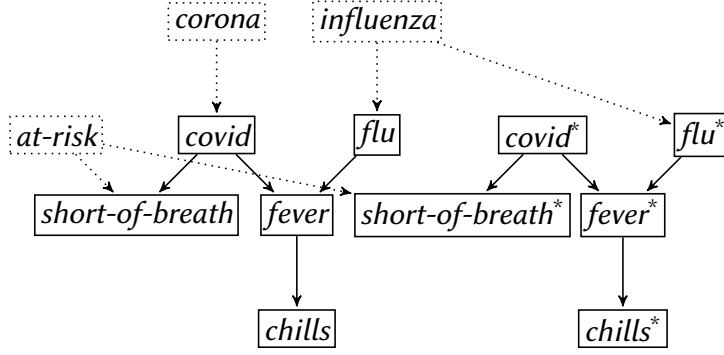 corona influenza
at-risk covid flu covid* flu*
short-of-breath fever short-of-breath* fever*
chills chills*